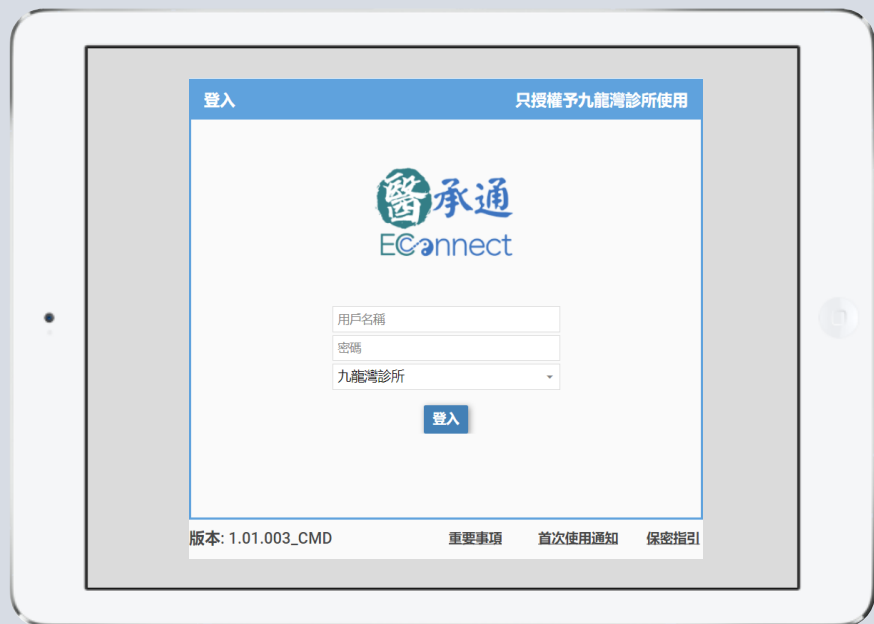 登入
只授權予九龍灣診所使用
醫承通
EConnect
用戶名稱
密碼
九龍灣診所
登入
版本: 1.01.003_CMD
重要事項
首次使用通知
保密指引